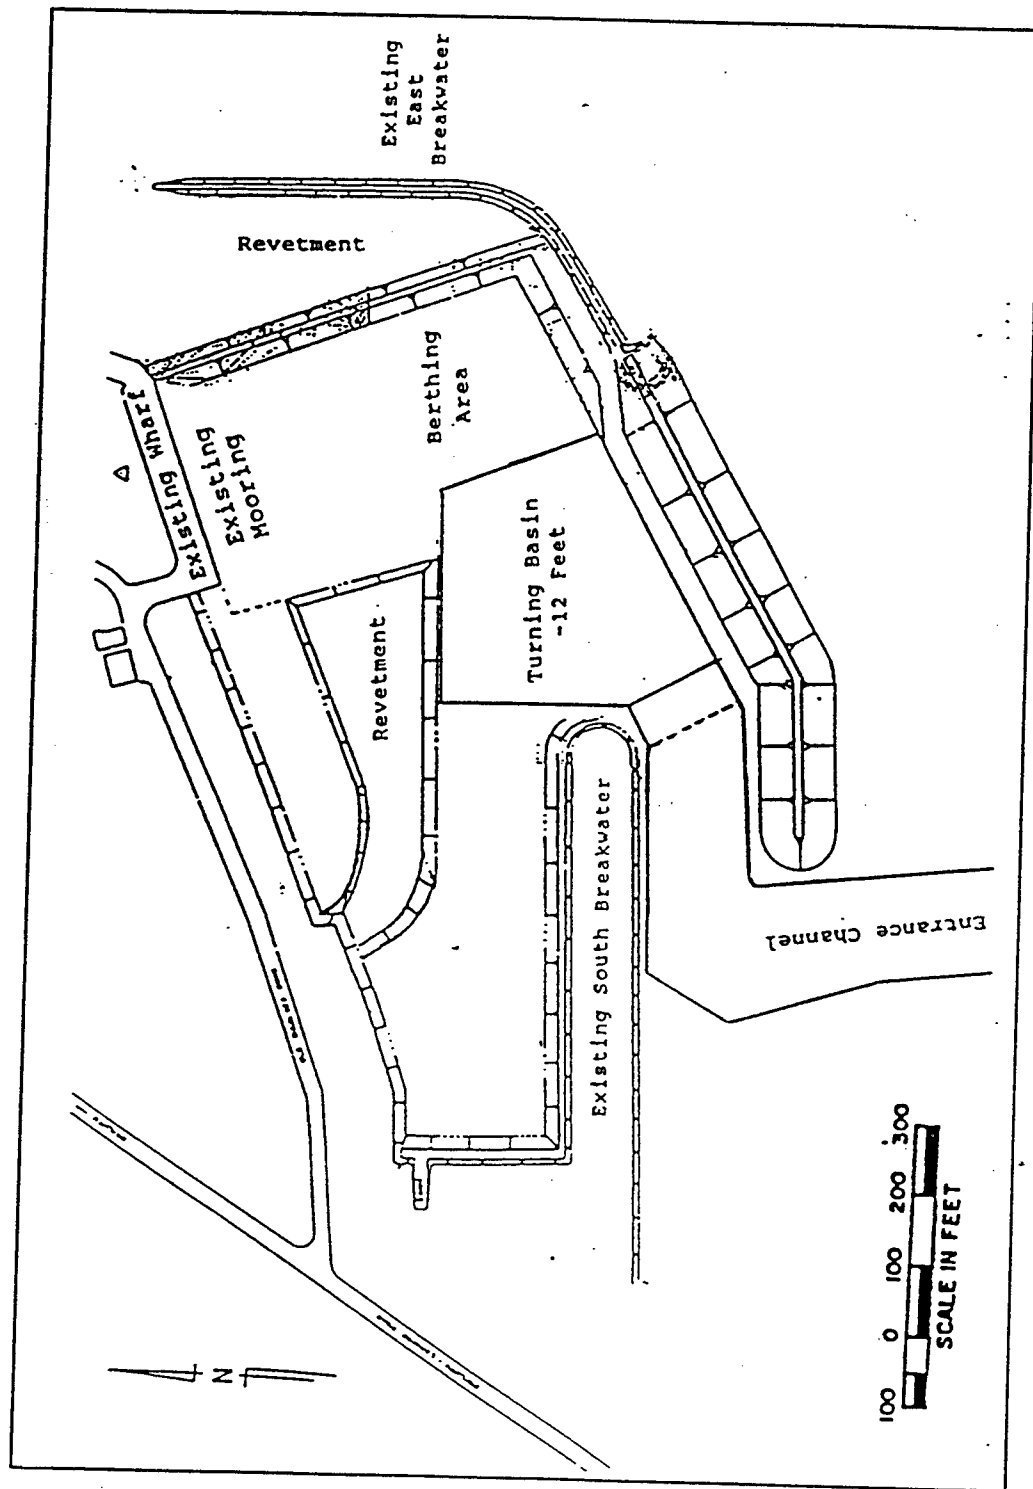 Existing
East
Breakwater
Revetment
Existing Wharf
Existing
Mooring
Berthing
Area
Turning Basin
-12 Feet
Revetment
Existing South Breakwater
Entrance Channel
N
100 0 100 200 300
SCALE IN FEET